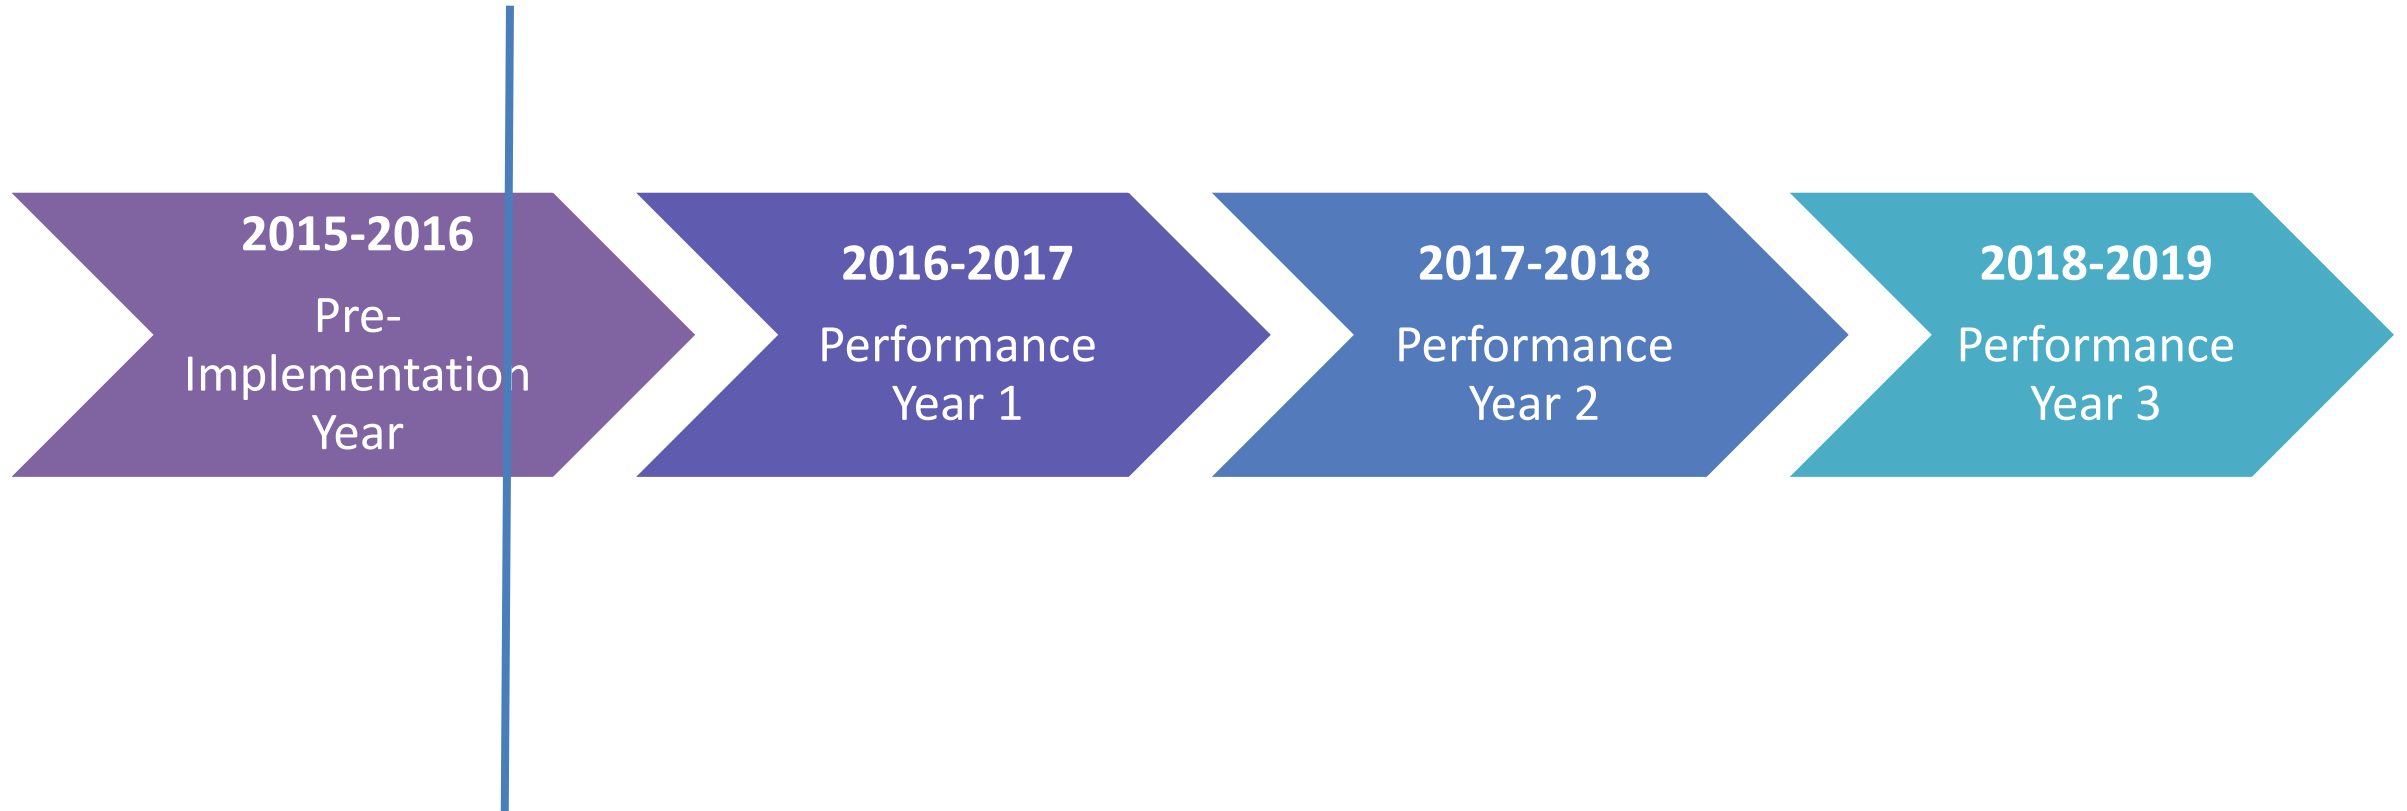 2015-2016
Pre-
Implementation
Year
2016-2017
Performance
Year 1
2017-2018
Performance
Year 2
2018-2019
Performance
Year 3